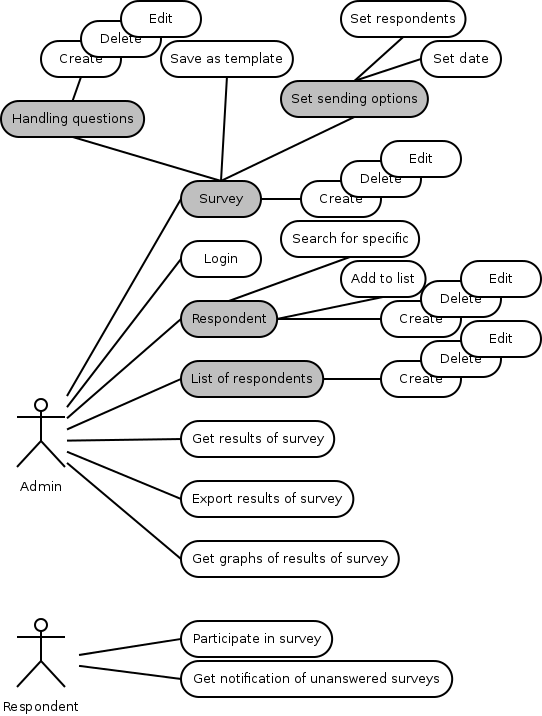 Edit
Set respondents
Delete
Create
Save as template
Set date
Handling questions
Set sending options
Edit
Delete
Survey
Create
Search for specific
Login
Add to list
Edit
Delete
Respondent
Create
Edit
Delete
List of respondents
Create
Get results of survey
Admin
Export results of survey
Get graphs of results of survey
Participate in survey
Get notification of unanswered surveys
Respondent